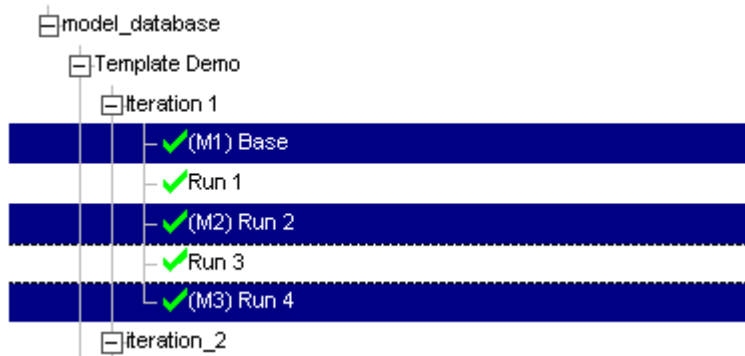 model_database
Template Demo
Iteration 1
(M1) Base
Run 1
(M2) Run 2
Run 3
(M3) Run 4
iteration_2